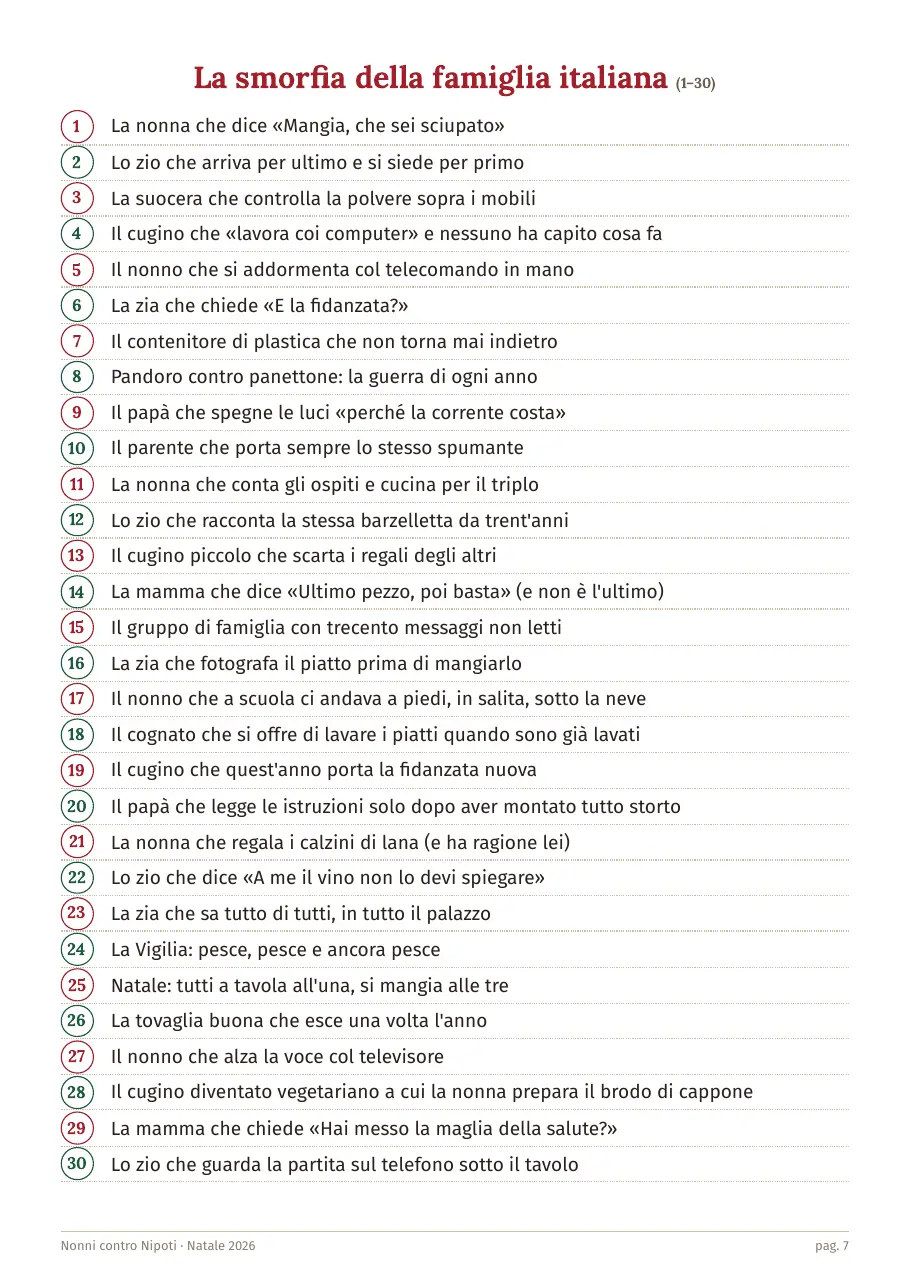 La smorfia della famiglia italiana (1–30)
1 La nonna che dice «Mangia, che sei sciupato»
2 Lo zio che arriva per ultimo e si siede per primo
3 La suocera che controlla la polvere sopra i mobili
4 Il cugino che «lavora coi computer» e nessuno ha capito cosa fa
5 Il nonno che si addormenta col telecomando in mano
6 La zia che chiede «E la fidanzata?»
7 Il contenitore di plastica che non torna mai indietro
8 Pandoro contro panettone: la guerra di ogni anno
9 Il papà che spegne le luci «perché la corrente costa»
10 Il parente che porta sempre lo stesso spumante
11 La nonna che conta gli ospiti e cucina per il triplo
12 Lo zio che racconta la stessa barzelletta da trent'anni
13 Il cugino piccolo che scarta i regali degli altri
14 La mamma che dice «Ultimo pezzo, poi basta» (e non è l'ultimo)
15 Il gruppo di famiglia con trecento messaggi non letti
16 La zia che fotografa il piatto prima di mangiarlo
17 Il nonno che a scuola ci andava a piedi, in salita, sotto la neve
18 Il cognato che si offre di lavare i piatti quando sono già lavati
19 Il cugino che quest'anno porta la fidanzata nuova
20 Il papà che legge le istruzioni solo dopo aver montato tutto storto
21 La nonna che regala i calzini di lana (e ha ragione lei)
22 Lo zio che dice «A me il vino non lo devi spiegare»
23 La zia che sa tutto di tutti, in tutto il palazzo
24 La Vigilia: pesce, pesce e ancora pesce
25 Natale: tutti a tavola all'una, si mangia alle tre
26 La tovaglia buona che esce una volta l'anno
27 Il nonno che alza la voce col televisore
28 Il cugino diventato vegetariano a cui la nonna prepara il brodo di cappone
29 La mamma che chiede «Hai messo la maglia della salute?»
30 Lo zio che guarda la partita sul telefono sotto il tavolo
Nonni contro Nipoti · Natale 2026 pag. 7